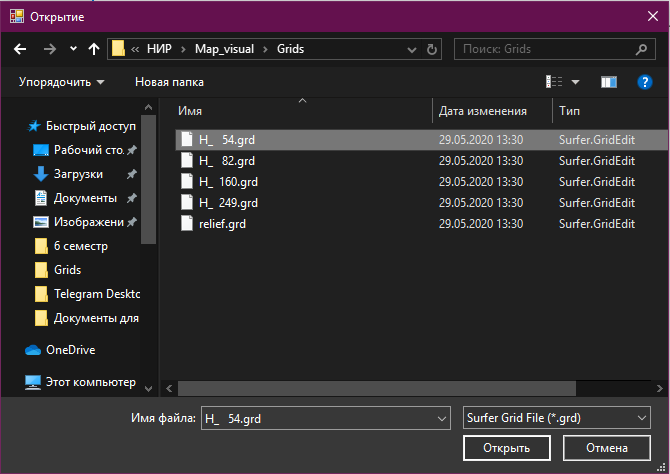 Открытие
« НИР › Map_visual › Grids
Поиск: Grids
Упорядочить
Новая папка
Имя
Дата изменения
Тип
Быстрый доступ
Рабочий сто.
Загрузки
Документы
Изображени
6 семестр
Grids
Telegram Deskto
Документы для
OneDrive
Этот компьютер
H_   54.grd 29.05.2020 13:30 Surfer.GridEdit
H_   82.grd 29.05.2020 13:30 Surfer.GridEdit
H_  160.grd 29.05.2020 13:30 Surfer.GridEdit
H_  249.grd 29.05.2020 13:30 Surfer.GridEdit
relief.grd 29.05.2020 13:30 Surfer.GridEdit
Имя файла: H_   54.grd
Surfer Grid File (*.grd)
Открыть
Отмена